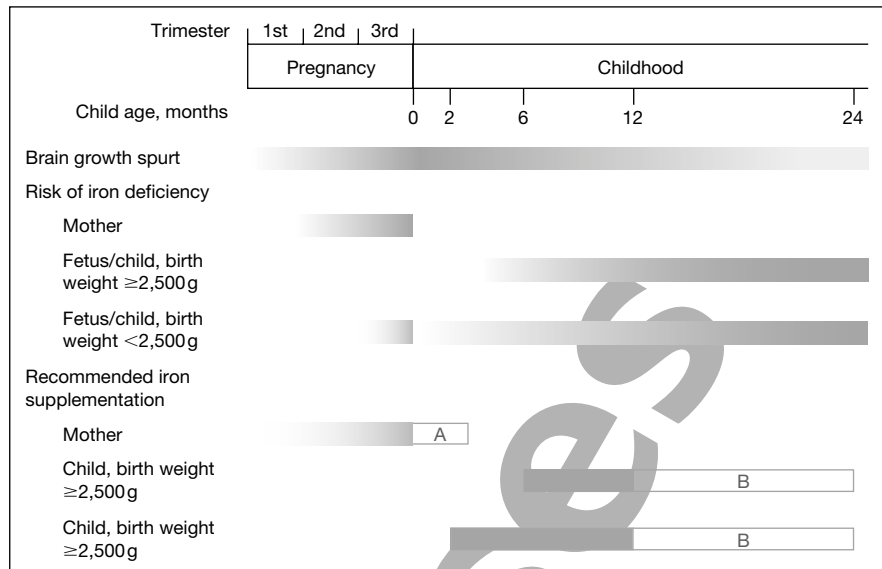 Trimester 1st 2nd 3rd
Pregnancy Childhood
Child age, months 0 2 6 12 24
Brain growth spurt
Risk of iron deficiency
Mother
Fetus/child, birth
weight ≥2,500 g
Fetus/child, birth
weight <2,500 g
Recommended iron
supplementation
Mother A
Child, birth weight
≥2,500 g B
Child, birth weight
≥2,500 g B